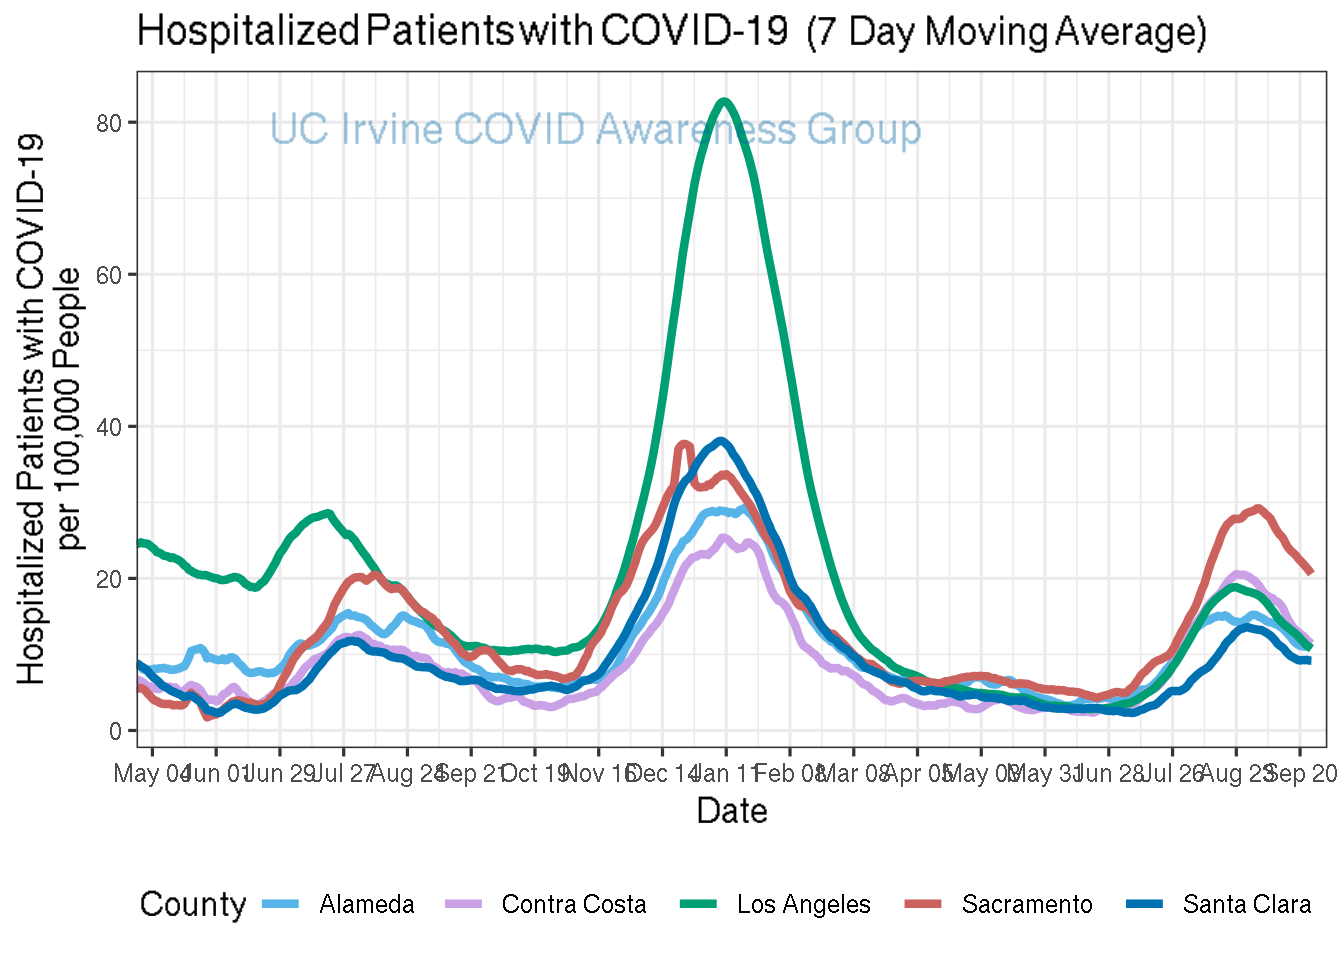 Hospitalized Patients with COVID-19 (7 Day Moving Average)
UC Irvine COVID Awareness Group
Hospitalized Patients with COVID-19
per 100,000 People
80
60
40
20
0
May 04 Jun 01 Jun 29 Jul 27 Aug 24 Sep 21 Oct 19 Nov 16 Dec 14 Jan 11 Feb 08 Mar 08 Apr 05 May 03 May 31 Jun 28 Jul 26 Aug 23 Sep 20
Date
County Alameda Contra Costa Los Angeles Sacramento Santa Clara